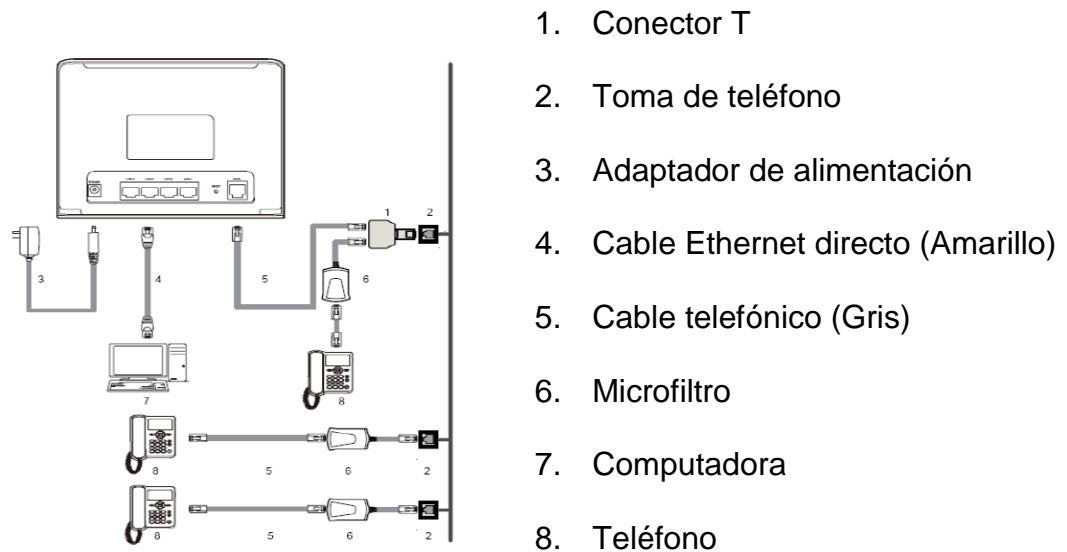 1. Conector T
2. Toma de teléfono
3. Adaptador de alimentación
4. Cable Ethernet directo (Amarillo)
5. Cable telefónico (Gris)
6. Microfiltro
7. Computadora
8. Teléfono
1 2
3 4 5 6
7 8
8 5 6 2
8 5 6 2